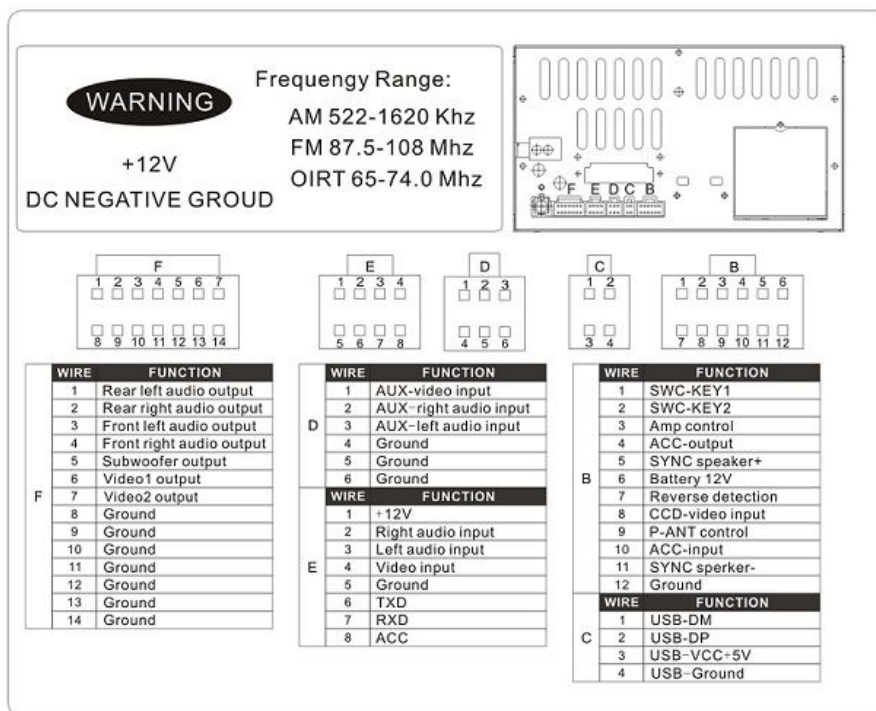 WARNING
+12V
DC NEGATIVE GROUD
Frequengy Range:
AM 522-1620 Khz
FM 87.5-108 Mhz
OIRT 65-74.0 Mhz
F E D C B
F
1 2 3 4 5 6 7
8 9 10 11 12 13 14
E
1 2 3 4
5 6 7 8
D
1 2 3
4 5 6
C
1 2
3 4
B
1 2 3 4 5 6
7 8 9 10 11 12
F
WIRE FUNCTION
1 Rear left audio output
2 Rear right audio output
3 Front left audio output
4 Front right audio output
5 Subwoofer output
6 Video1 output
7 Video2 output
8 Ground
9 Ground
10 Ground
11 Ground
12 Ground
13 Ground
14 Ground
D
WIRE FUNCTION
1 AUX-video input
2 AUX-right audio input
3 AUX-left audio input
4 Ground
5 Ground
6 Ground
E
WIRE FUNCTION
1 +12V
2 Right audio input
3 Left audio input
4 Video input
5 Ground
6 TXD
7 RXD
8 ACC
B
WIRE FUNCTION
1 SWC-KEY1
2 SWC-KEY2
3 Amp control
4 ACC-output
5 SYNC speaker+
6 Battery 12V
7 Reverse detection
8 CCD-video input
9 P-ANT control
10 ACC-input
11 SYNC sperker-
12 Ground
C
WIRE FUNCTION
1 USB-DM
2 USB-DP
3 USB-VCC+5V
4 USB-Ground